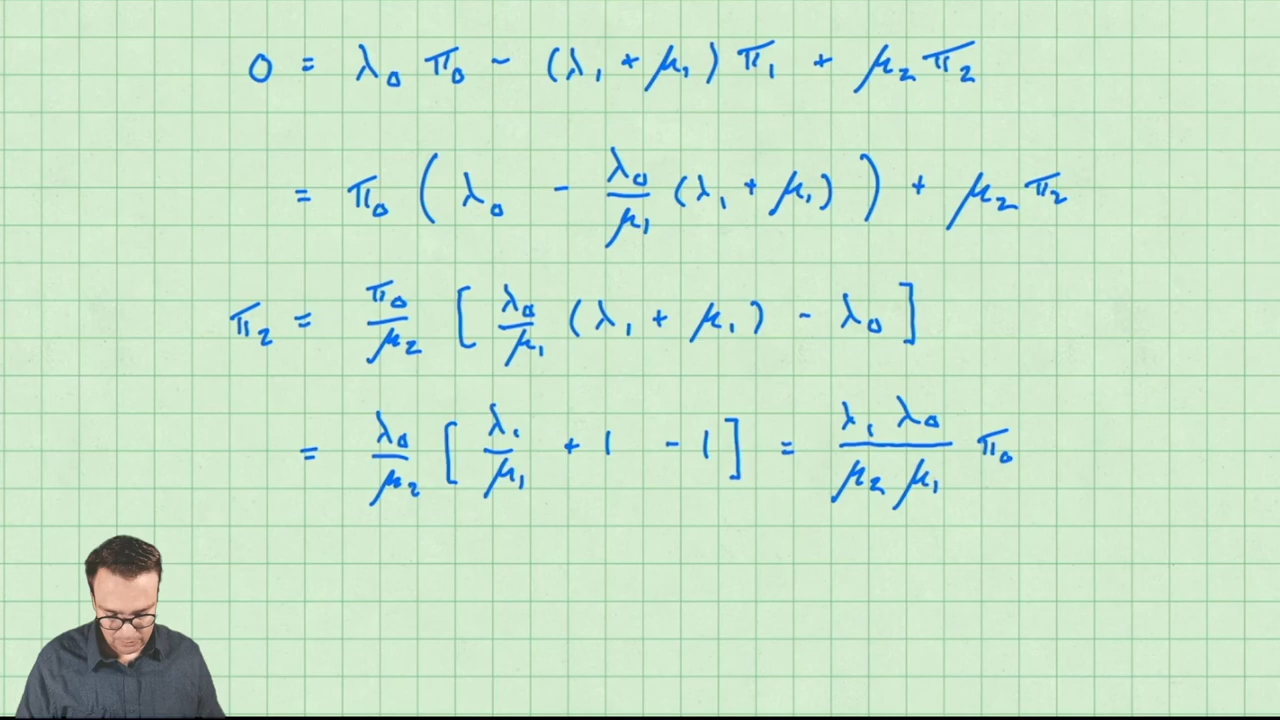 0 = λ₀ π₀ - (λ₁ + μ₁) π₁ + μ₂ π₂
= π₀ ( λ₀ - λ₀/μ₁ (λ₁ + μ₁) ) + μ₂ π₂
π₂ = π₀/μ₂ [ λ₀/μ₁ (λ₁ + μ₁) - λ₀ ]
= λ₀/μ₂ [ λ₁/μ₁ + 1 - 1 ] = λ₁ λ₀/μ₂ μ₁ π₀